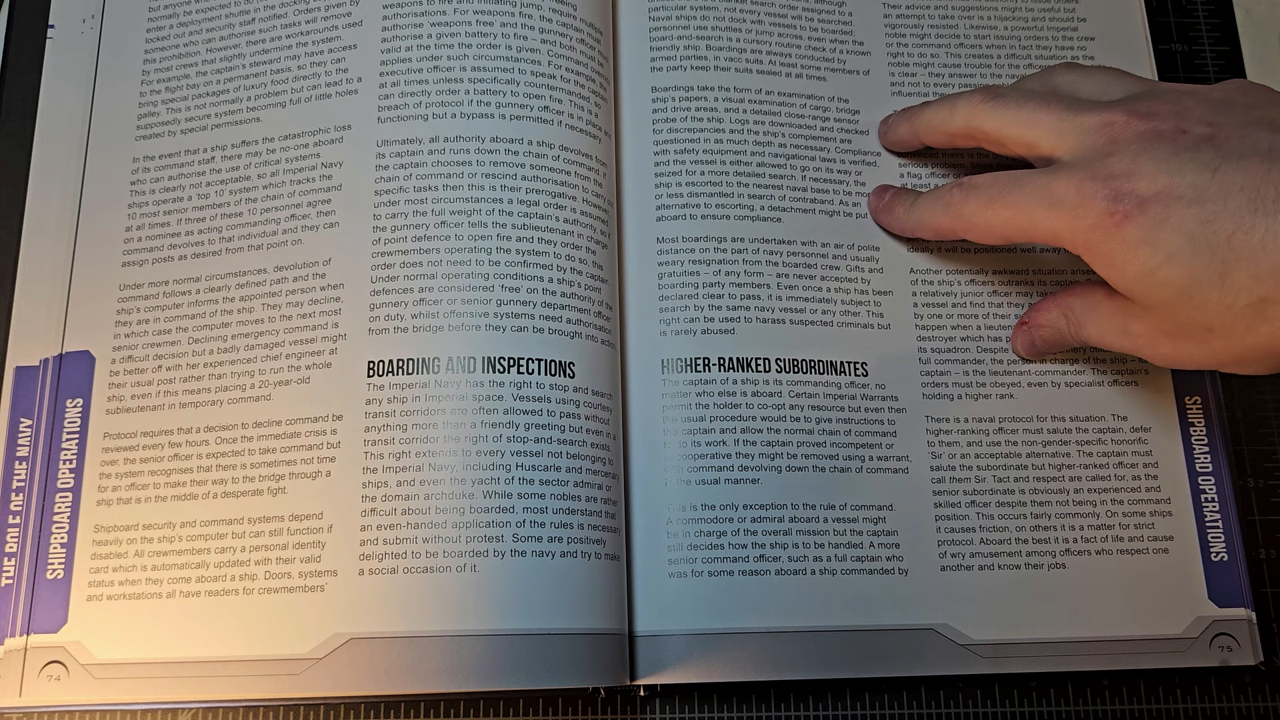 but anyone who
normally be expected to do
enter a deployment shuttle in the docking
locked out and security staff notified. Orders given by
someone who can authorise such tasks will remove
this prohibition. However, there are workarounds used
by most crews that slightly undermine the system.
For example, the captain's steward may have access
to the flight bay on a permanent basis, so they can
bring special packages of luxury food directly to the
galley. This is not normally a problem but can lead to a
supposedly secure system becoming full of little holes
created by special permissions.
In the event that a ship suffers the catastrophic loss
of its command staff, there may be no-one aboard
who can authorise the use of critical systems.
This is clearly not acceptable, so all Imperial Navy
ships operate a 'top 10' system which tracks the
10 most senior members of the chain of command
at all times. If three of these 10 personnel agree
on a nominee as acting commanding officer, then
command devolves to that individual and they can
assign posts as desired from that point on.
Under more normal circumstances, devolution of
command follows a clearly defined path and the
ship's computer informs the appointed person when
they are in command of the ship. They may decline,
in which case the computer moves to the next most
senior crewmen. Declining emergency command is
a difficult decision but a badly damaged vessel might
be better off with her experienced chief engineer at
their usual post rather than trying to run the whole
ship, even if this means placing a 20-year-old
sublieutenant in temporary command.
Protocol requires that a decision to decline command be
reviewed every few hours. Once the immediate crisis is
over, the senior officer is expected to take command but
the system recognises that there is sometimes not time
for an officer to make their way to the bridge through a
ship that is in the middle of a desperate fight.
Shipboard security and command systems depend
heavily on the ship's computer but can still function if
disabled. All crewmembers carry a personal identity
card which is automatically updated with their valid
status when they come aboard a ship. Doors, systems
and workstations all have readers for crewmembers'
weapons to fire and initiating jump, require multiple
authorisations. For weapons fire, the captain
authorise 'weapons free' and the gunnery officer must
authorise a given battery to fire – and both must be
valid at the time the order is given. Command
applies under such circumstances. For example, the
executive officer is assumed to speak for the captain
at all times unless specifically countermanded, so
can directly order a battery to open fire. This is a
breach of protocol if the gunnery officer is in place and
functioning but a bypass is permitted if necessary.
Ultimately, all authority aboard a ship devolves from
its captain and runs down the chain of command. If
the captain chooses to remove someone from the
chain of command or rescind authorisation to carry out
specific tasks then this is their prerogative. However,
under most circumstances a legal order is assumed
to carry the full weight of the captain's authority, so if
the gunnery officer tells the sublieutenant in charge
of point defence to open fire and they order the
crewmembers operating the system to do so, this
order does not need to be confirmed by the captain.
Under normal operating conditions a ship's point
defences are considered 'free' on the authority of the
gunnery officer or senior gunnery department officer
on duty, whilst offensive systems need authorisation
from the bridge before they can be brought into action.
BOARDING AND INSPECTIONS
The Imperial Navy has the right to stop and search
any ship in Imperial space. Vessels using courtesy
transit corridors are often allowed to pass without
anything more than a friendly greeting but even in a
transit corridor the right of stop-and-search exists.
This right extends to every vessel not belonging to
the Imperial Navy, including Huscarle and mercenary
ships, and even the yacht of the sector admiral or
the domain archduke. While some nobles are rather
difficult about being boarded, most understand that
an even-handed application of the rules is necessary
and submit without protest. Some are positively
delighted to be boarded by the navy and try to make
a social occasion of it.
THE ROLE OF THE NAVY
SHIPBOARD OPERATIONS
74
blanket search order assigned to a
particular system, not every vessel will be searched.
Naval ships do not dock with vessels to be boarded;
personnel use shuttles or jump across, even when the
board-and-search is a cursory routine check of a known
friendly ship. Boardings are always conducted by
armed parties, in vacc suits. At least some members of
the party keep their suits sealed at all times.
Boardings take the form of an examination of the
ship's papers, a visual examination of cargo, bridge
and drive areas, and a detailed close-range sensor
probe of the ship. Logs are downloaded and checked
for discrepancies and the ship's complement are
questioned in as much depth as necessary. Compliance
with safety equipment and navigational laws is verified,
and the vessel is either allowed to go on its way or
seized for a more detailed search. If necessary, the
ship is escorted to the nearest naval base to be more
or less dismantled in search of contraband. As an
alternative to escorting, a detachment might be put
aboard to ensure compliance.
Most boardings are undertaken with an air of polite
distance on the part of navy personnel and usually
weary resignation from the boarded crew. Gifts and
gratuities – of any form – are never accepted by
boarding party members. Even once a ship has been
declared clear to pass, it is immediately subject to
search by the same navy vessel or any other. This
right can be used to harass suspected criminals but
is rarely abused.
HIGHER-RANKED SUBORDINATES
The captain of a ship is its commanding officer, no
matter who else is aboard. Certain Imperial Warrants
permit the holder to co-opt any resource but even then
the usual procedure would be to give instructions to
the captain and allow the normal chain of command
to do its work. If the captain proved incompetent or
uncooperative they might be removed using a warrant,
with command devolving down the chain of command
in the usual manner.
This is the only exception to the rule of command.
A commodore or admiral aboard a vessel might
be in charge of the overall mission but the captain
still decides how the ship is to be handled. A more
senior command officer, such as a full captain who
was for some reason aboard a ship commanded by
Their advice and suggestions might be useful but
an attempt to take over is a hijacking and should be
vigorously resisted. Likewise, a powerful Imperial
noble might decide to start issuing orders to the crew
or the command officers when in fact they have no
right to do so. This creates a difficult situation as the
noble might cause trouble for the officers
is clear – they answer to the naval
and not to every passing noble
influential they
convinced theirs is the only
serious problem.
a flag officer or
at least a
ideally it will be positioned well away
Another potentially awkward situation arises
of the ship's officers outranks its captain.
a relatively junior officer may take
a vessel and find that they are
by one or more of their
happen when a lieutenant
destroyer which has
its squadron. Despite
full commander, the person in charge of the ship – its
captain – is the lieutenant-commander. The captain's
orders must be obeyed, even by specialist officers
holding a higher rank.
There is a naval protocol for this situation. The
higher-ranking officer must salute the captain, defer
to them, and use the non-gender-specific honorific
'Sir' or an acceptable alternative. The captain must
salute the subordinate but higher-ranked officer and
call them Sir. Tact and respect are called for, as the
senior subordinate is obviously an experienced and
skilled officer despite them not being in the command
position. This occurs fairly commonly. On some ships
it causes friction, on others it is a matter for strict
protocol. Aboard the best it is a fact of life and cause
of wry amusement among officers who respect one
another and know their jobs.
SHIPBOARD OPERATIONS
75